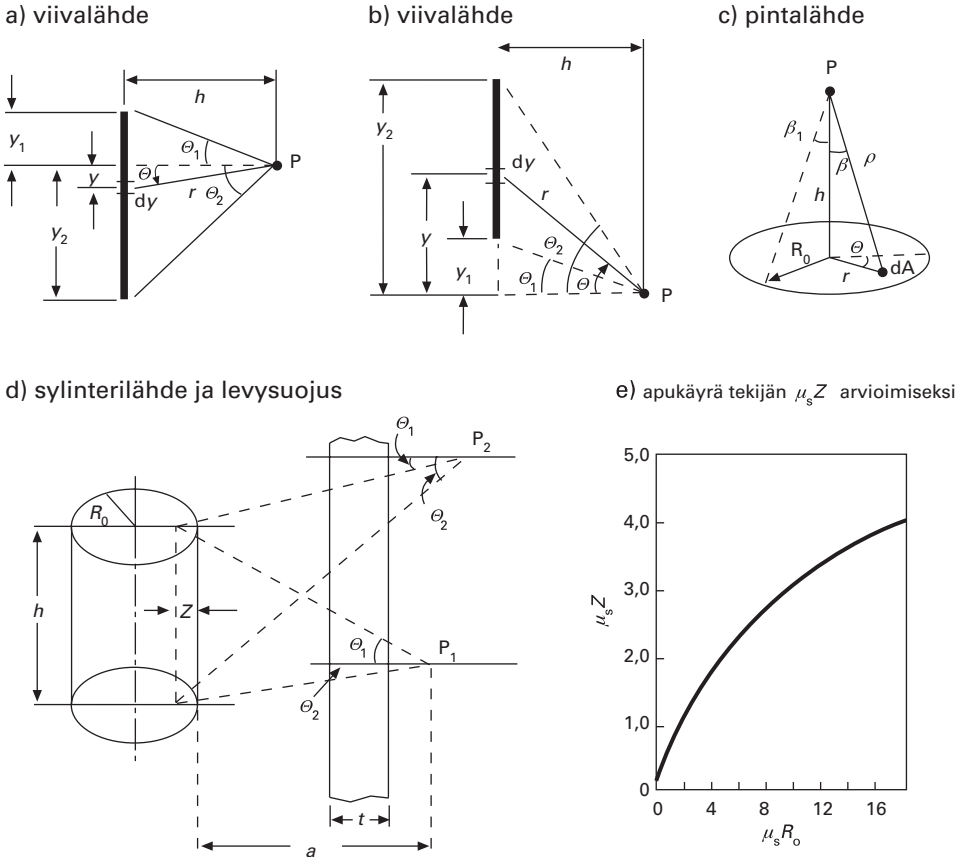 a) viivalähde
h
y₁
Θ₁
P
y
Θ
r Θ₂
dy
y₂
b) viivalähde
h
y₂
dy
r
y
Θ₂
y₁
Θ₁
Θ
P
c) pintalähde
P
β₁
β
ρ
h
R₀
Θ
r
dA
d) sylinterilähde ja levysuojus
Θ₁
P₂
R₀
Θ₂
h
Z
Θ₁
P₁
Θ₂
t
a
e) apukäyrä tekijän μₛZ arvioimiseksi
5,0
4,0
3,0
μₛZ
2,0
1,0
0
0 4 8 12 16
μₛRₒ